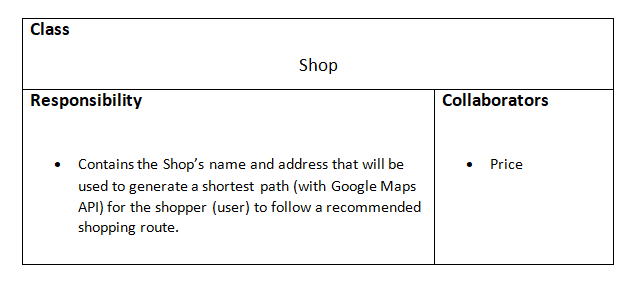 Class
Shop
Responsibility
Collaborators
• Contains the Shop’s name and address that will be
used to generate a shortest path (with Google Maps
API) for the shopper (user) to follow a recommended
shopping route.
• Price